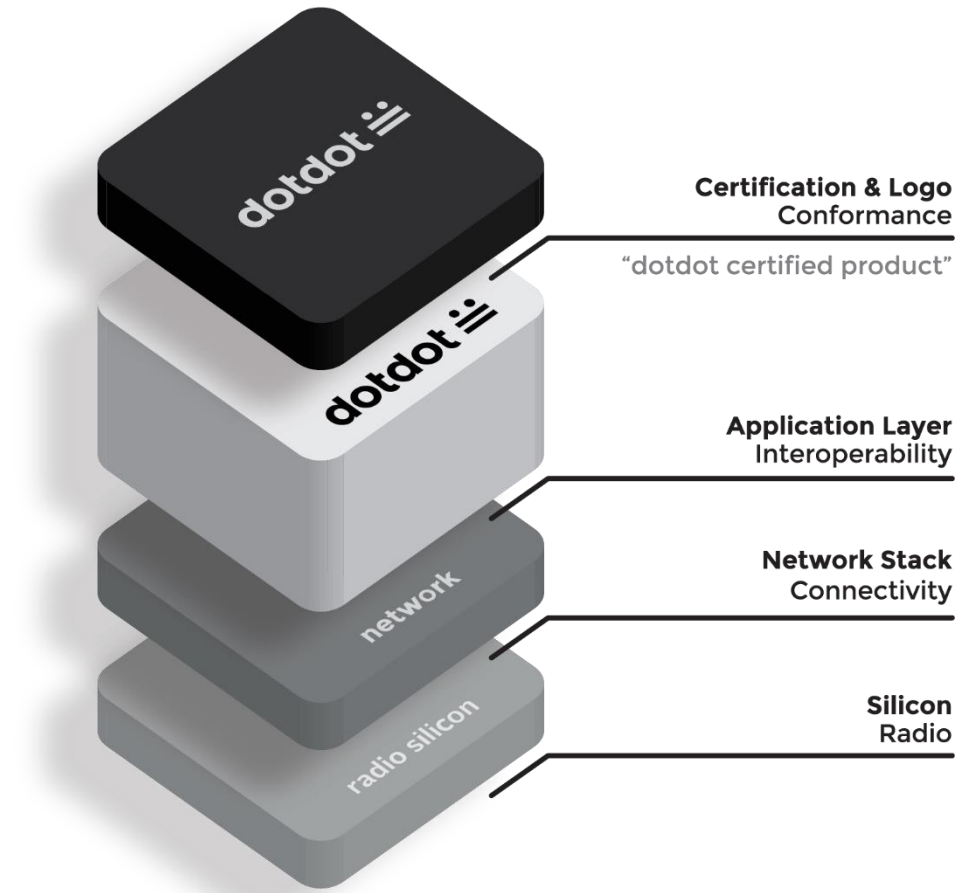 dotdot
Certification & Logo
Conformance
“dotdot certified product”
dotdot
Application Layer
Interoperability
Network Stack
Connectivity
network
Silicon
Radio
radio silicon